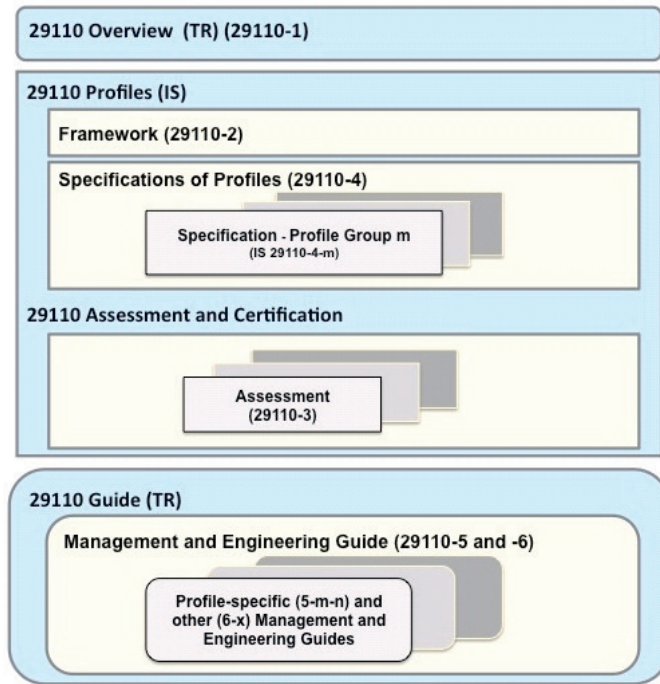 29110 Overview (TR) (29110-1)
29110 Profiles (IS)
Framework (29110-2)
Specifications of Profiles (29110-4)
Specification - Profile Group m
(IS 29110-4-m)
29110 Assessment and Certification
Assessment
(29110-3)
29110 Guide (TR)
Management and Engineering Guide (29110-5 and -6)
Profile-specific (5-m-n) and
other (6-x) Management and
Engineering Guides